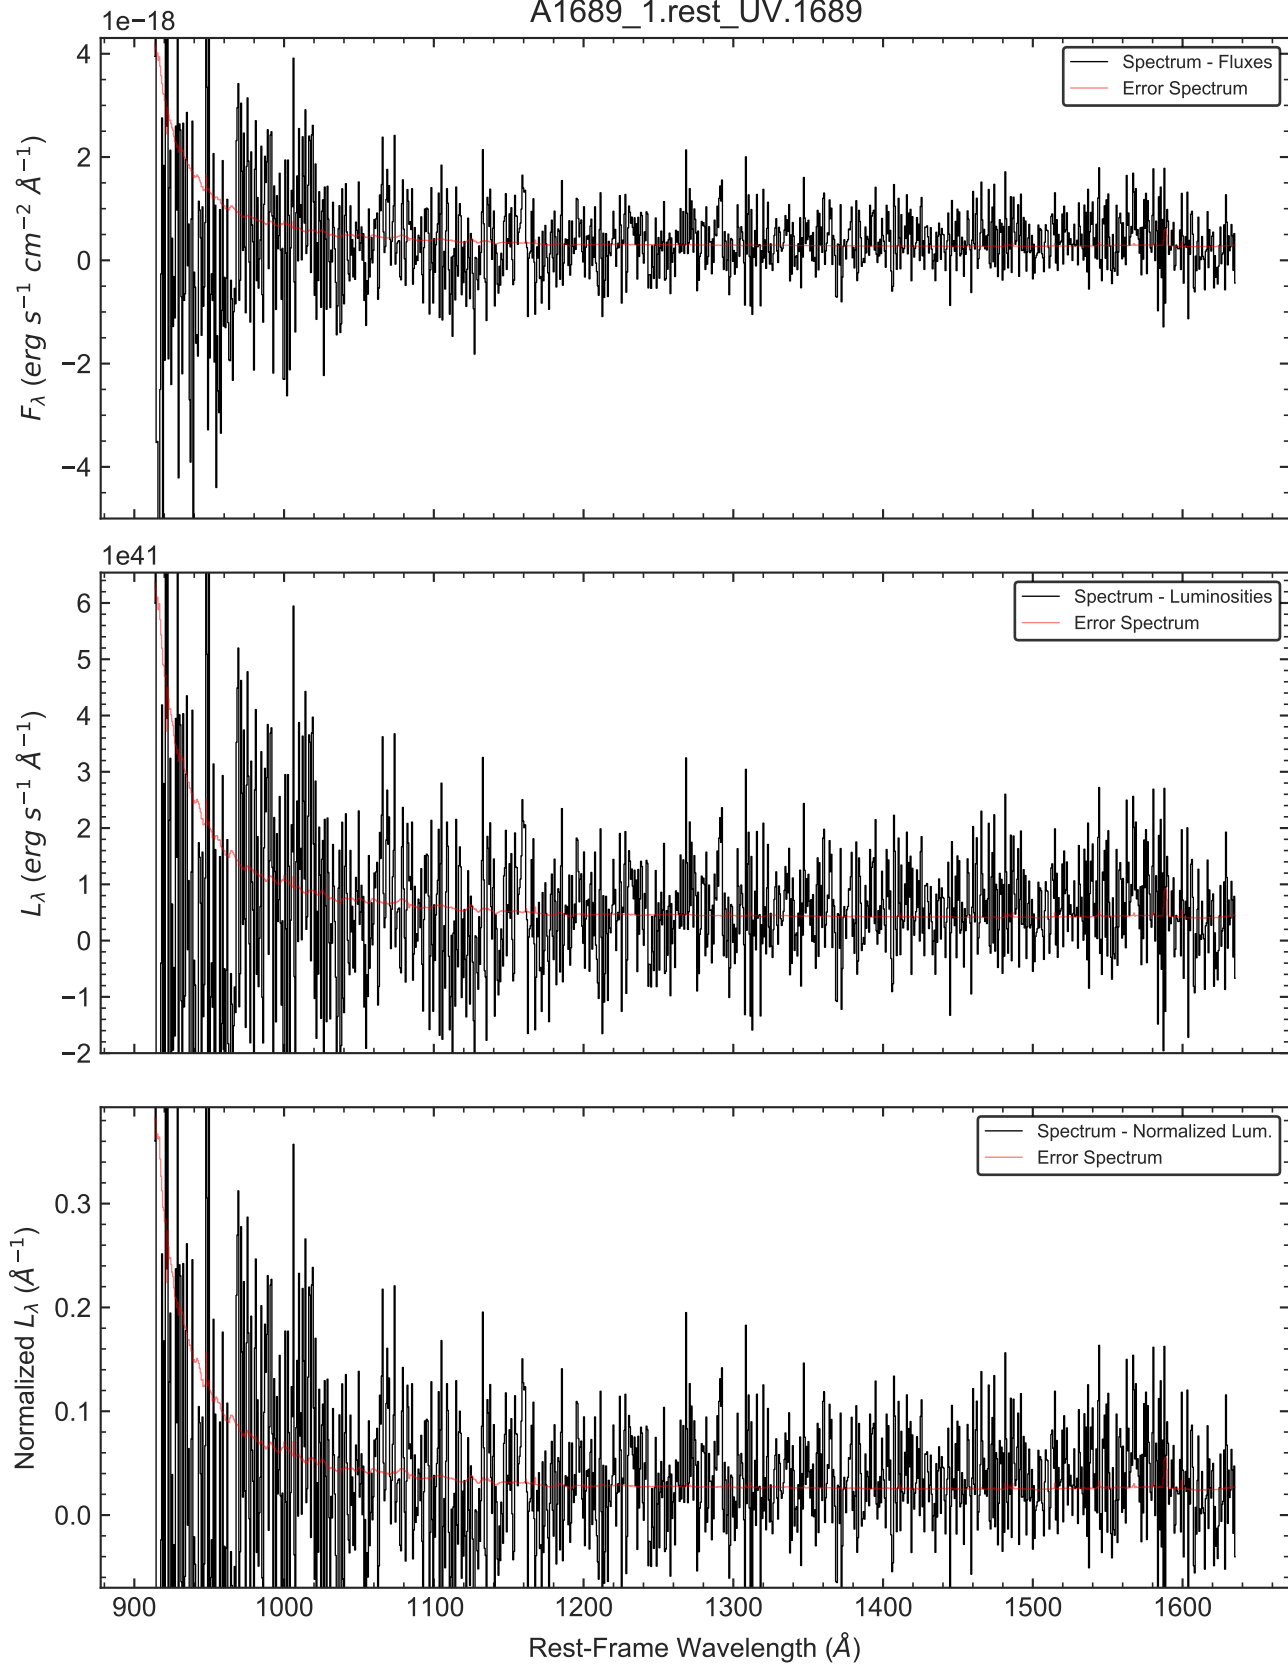 A1689_1.rest_UV.1689
1e−18
4
2
0
−2
−4
F_λ (erg s⁻¹ cm⁻² Å⁻¹)
Spectrum - Fluxes
Error Spectrum
1e41
6
5
4
3
2
1
0
−1
−2
L_λ (erg s⁻¹ Å⁻¹)
Spectrum - Luminosities
Error Spectrum
0.3
0.2
0.1
0.0
Normalized L_λ (Å⁻¹)
Spectrum - Normalized Lum.
Error Spectrum
900 1000 1100 1200 1300 1400 1500 1600
Rest-Frame Wavelength (Å)